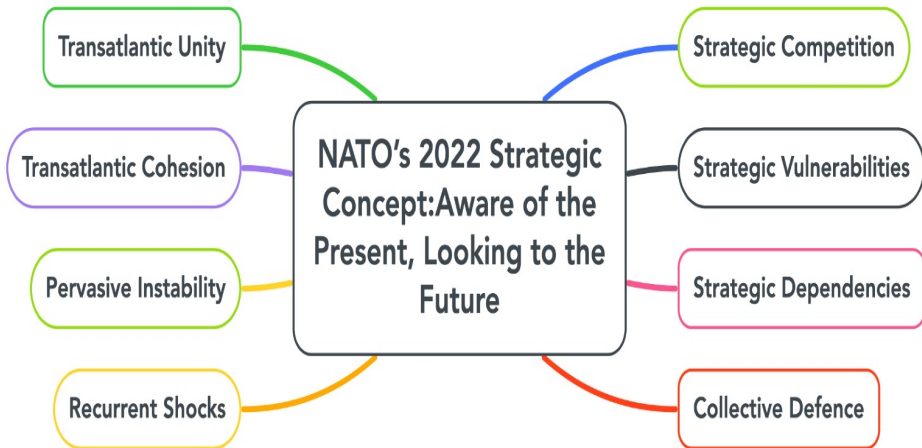 Transatlantic Unity
Strategic Competition
Transatlantic Cohesion
NATO's 2022 Strategic
Concept:Aware of the
Present, Looking to the
Future
Strategic Vulnerabilities
Pervasive Instability
Strategic Dependencies
Recurrent Shocks
Collective Defence